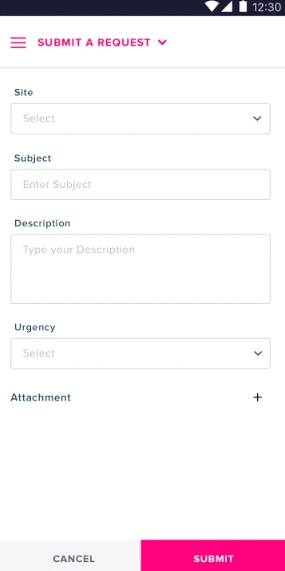 12:30
SUBMIT A REQUEST
Site
Select
Subject
Enter Subject
Description
Type your Description
Urgency
Select
Attachment
CANCEL SUBMIT